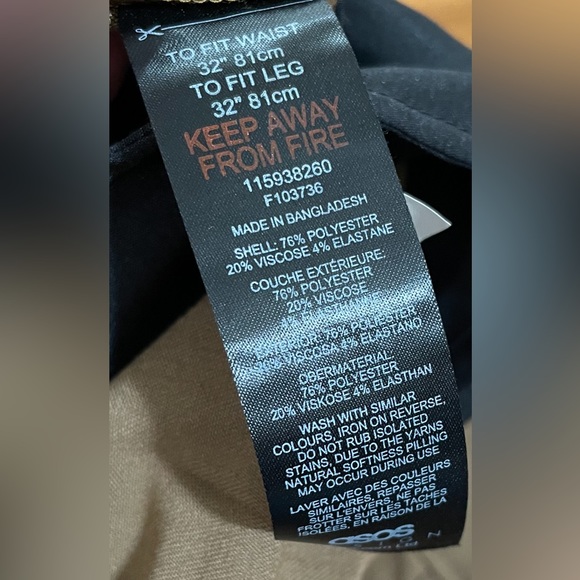 TO FIT WAIST
32" 81cm
TO FIT LEG
32" 81cm
KEEP AWAY
FROM FIRE
115938260
F103736
MADE IN BANGLADESH
SHELL: 76% POLYESTER
20% VISCOSE 4% ELASTANE
COUCHE EXTÉRIEURE:
76% POLYESTER
20% VISCOSE
POLIESTER
VISCOSA 4% ELASTANO
OBERMATERIAL:
76% POLYESTER
20% VISKOSE 4% ELASTHAN
WASH WITH SIMILAR
COLOURS, IRON ON REVERSE,
DO NOT RUB ISOLATED
STAINS, DUE TO THE YARNS
NATURAL SOFTNESS PILLING
MAY OCCUR DURING USE
LAVER AVEC DES COULEURS
SIMILAIRES, REPASSER
SUR L'ENVERS, NE PAS
FROTTER SUR LES TACHES
ISOLÉES, EN RAISON DE LA
asos